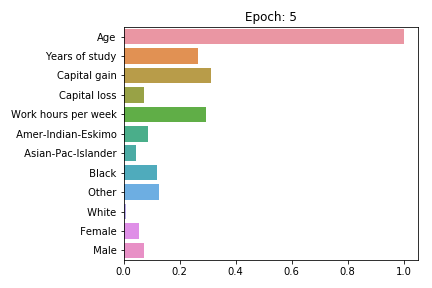 Epoch: 5
Age
Years of study
Capital gain
Capital loss
Work hours per week
Amer-Indian-Eskimo
Asian-Pac-Islander
Black
Other
White
Female
Male
0.0 0.2 0.4 0.6 0.8 1.0